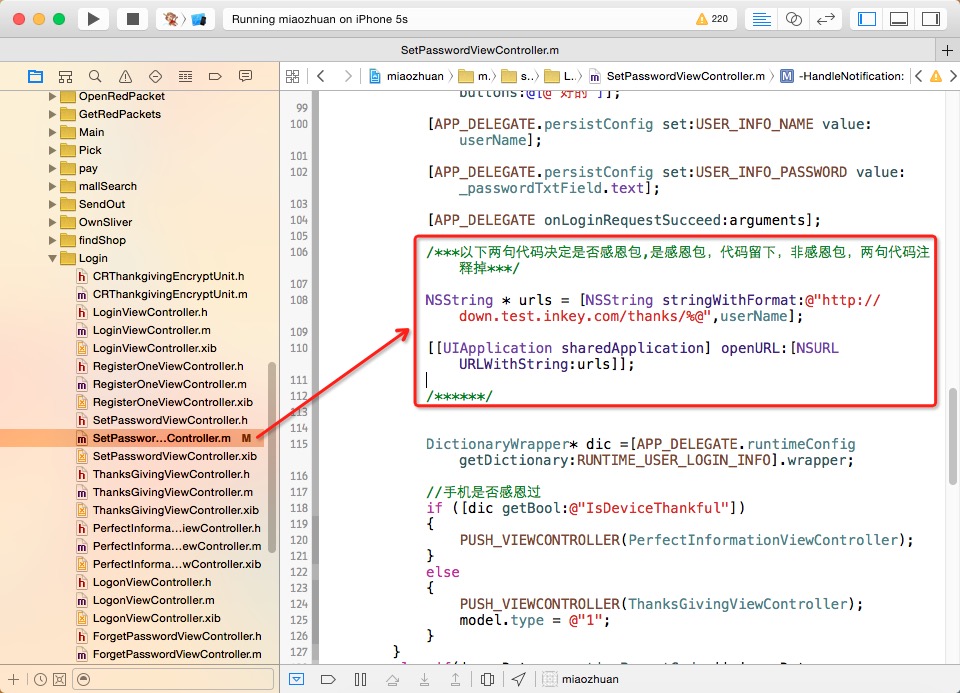 Running miaozhuan on iPhone 5s
220
SetPasswordViewController.m
miaozhuan
m.
s..
L..
SetPasswordViewController.m
M
-HandleNotification:
OpenRedPacket
GetRedPackets
Main
Pick
pay
mallSearch
SendOut
OwnSliver
findShop
Login
h CRThankgivingEncryptUnit.h
m CRThankgivingEncryptUnit.m
h LoginViewController.h
m LoginViewController.m
LoginViewController.xib
h RegisterOneViewController.h
m RegisterOneViewController.m
RegisterOneViewController.xib
h SetPasswordViewController.h
m SetPasswor...Controller.m M
SetPasswordViewController.xib
h ThanksGivingViewController.h
m ThanksGivingViewController.m
ThanksGivingViewController.xib
h PerfectInforma...iewController.h
m PerfectInforma...ewController.m
PerfectInforma...wController.xib
h LogonViewController.h
m LogonViewController.m
LogonViewController.xib
h ForgetPasswordViewController.h
m ForgetPasswordViewController.m
buttons:@[@"好的"]];
99
100 [APP_DELEGATE.persistConfig set:USER_INFO_NAME value:
userName];
101
102 [APP_DELEGATE.persistConfig set:USER_INFO_PASSWORD value:
_passwordTxtField.text];
103
104 [APP_DELEGATE onLoginRequestSucceed:arguments];
105
106 /***以下两句代码决定是否感恩包,是感恩包，代码留下，非感恩包，两句代码注
释掉***/
107
108 NSString * urls = [NSString stringWithFormat:@"http://
down.test.inkey.com/thanks/%@",userName];
109
110 [[UIApplication sharedApplication] openURL:[NSURL
URLWithString:urls]];
111
112 /******/
113
114
115 DictionaryWrapper* dic =[APP_DELEGATE.runtimeConfig
getDictionary:RUNTIME_USER_LOGIN_INFO].wrapper;
116
117 //手机是否感恩过
118 if ([dic getBool:@"IsDeviceThankful"])
119 {
120 PUSH_VIEWCONTROLLER(PerfectInformationViewController);
121 }
122 else
123 {
124 PUSH_VIEWCONTROLLER(ThanksGivingViewController);
125 model.type = @"1";
126 }
127 }
miaozhuan